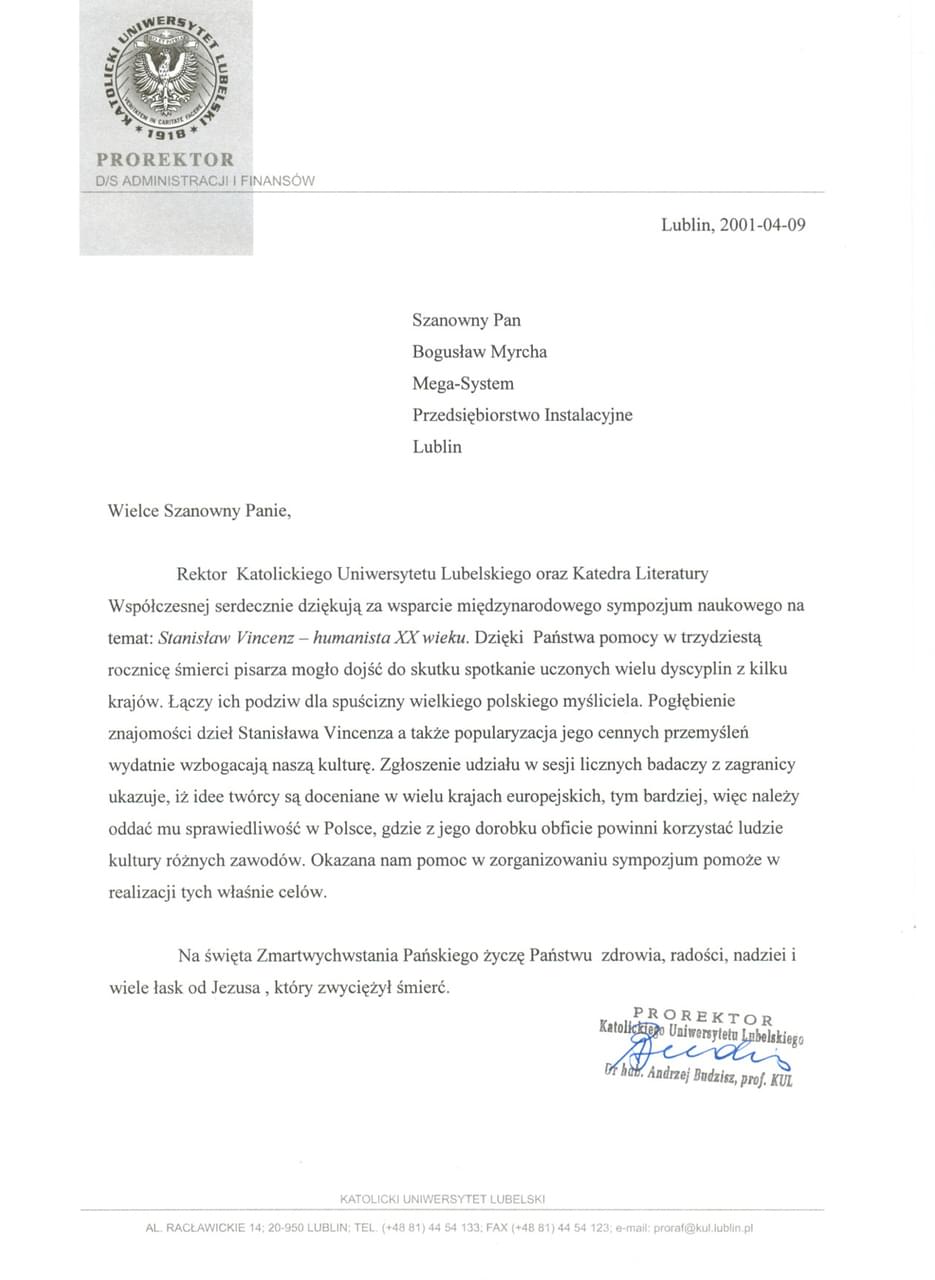 KATOLICKI UNIWERSYTET LUBELSKI
VERITATEM IN CARITATE FACERE
* 1918 *
PROREKTOR
D/S ADMINISTRACJI I FINANSÓW
Lublin, 2001-04-09
Szanowny Pan
Bogusław Myrcha
Mega-System
Przedsiębiorstwo Instalacyjne
Lublin
Wielce Szanowny Panie,
Rektor Katolickiego Uniwersytetu Lubelskiego oraz Katedra Literatury
Współczesnej serdecznie dziękują za wsparcie międzynarodowego sympozjum naukowego na
temat: Stanisław Vincenz – humanista XX wieku. Dzięki Państwa pomocy w trzydziestą
rocznicę śmierci pisarza mogło dojść do skutku spotkanie uczonych wielu dyscyplin z kilku
krajów. Łączy ich podziw dla spuścizny wielkiego polskiego myśliciela. Pogłębienie
znajomości dzieł Stanisława Vincenza a także popularyzacja jego cennych przemyśleń
wydatnie wzbogacają naszą kulturę. Zgłoszenie udziału w sesji licznych badaczy z zagranicy
ukazuje, iż idee twórcy są doceniane w wielu krajach europejskich, tym bardziej, więc należy
oddać mu sprawiedliwość w Polsce, gdzie z jego dorobku obficie powinni korzystać ludzie
kultury różnych zawodów. Okazana nam pomoc w zorganizowaniu sympozjum pomoże w
realizacji tych właśnie celów.
Na święta Zmartwychwstania Pańskiego życzę Państwu zdrowia, radości, nadziei i
wiele łask od Jezusa , który zwyciężył śmierć.
PROREKTOR
Katolickiego Uniwersytetu Lubelskiego
Dr hab. Andrzej Budzisz, prof. KUL
KATOLICKI UNIWERSYTET LUBELSKI
AL. RACŁAWICKIE 14; 20-950 LUBLIN; TEL. (+48 81) 44 54 133; FAX (+48 81) 44 54 123; e-mail: proraf@kul.lublin.pl